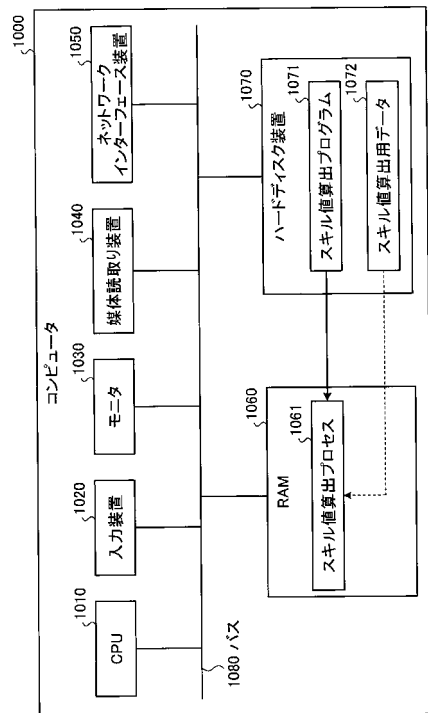 1000
コンピュータ
1010
CPU
1020
入力装置
1030
モニタ
1040
媒体読取り装置
1050
ネットワーク
インターフェース装置
1080 バス
1060
RAM
1061
スキル値算出プロセス
1070
ハードディスク装置
1071
スキル値算出プログラム
1072
スキル値算出用データ